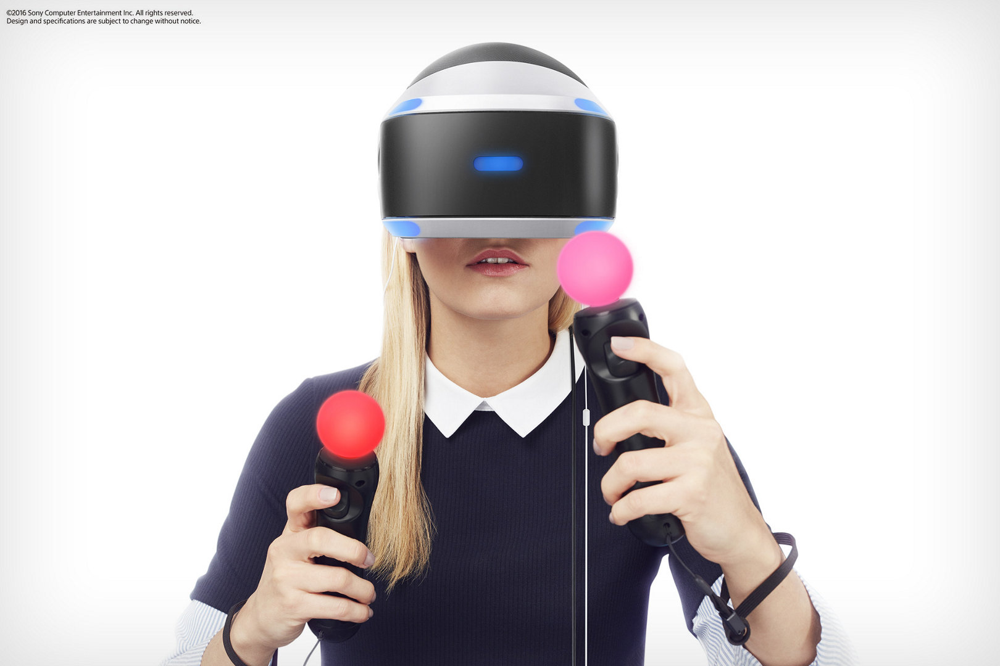 ©2016 Sony Computer Entertainment Inc. All rights reserved.
Design and specifications are subject to change without notice.